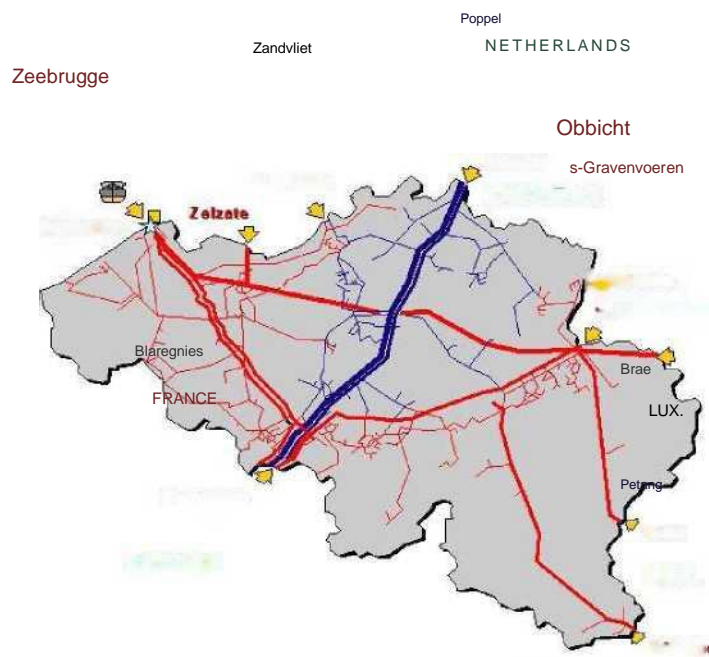 Poppel
NETHERLANDS
Zandvliet
Zeebrugge
Obbicht
s-Gravenvoeren
Zelzate
Blaregnies
Brae
FRANCE
LUX.
Petang